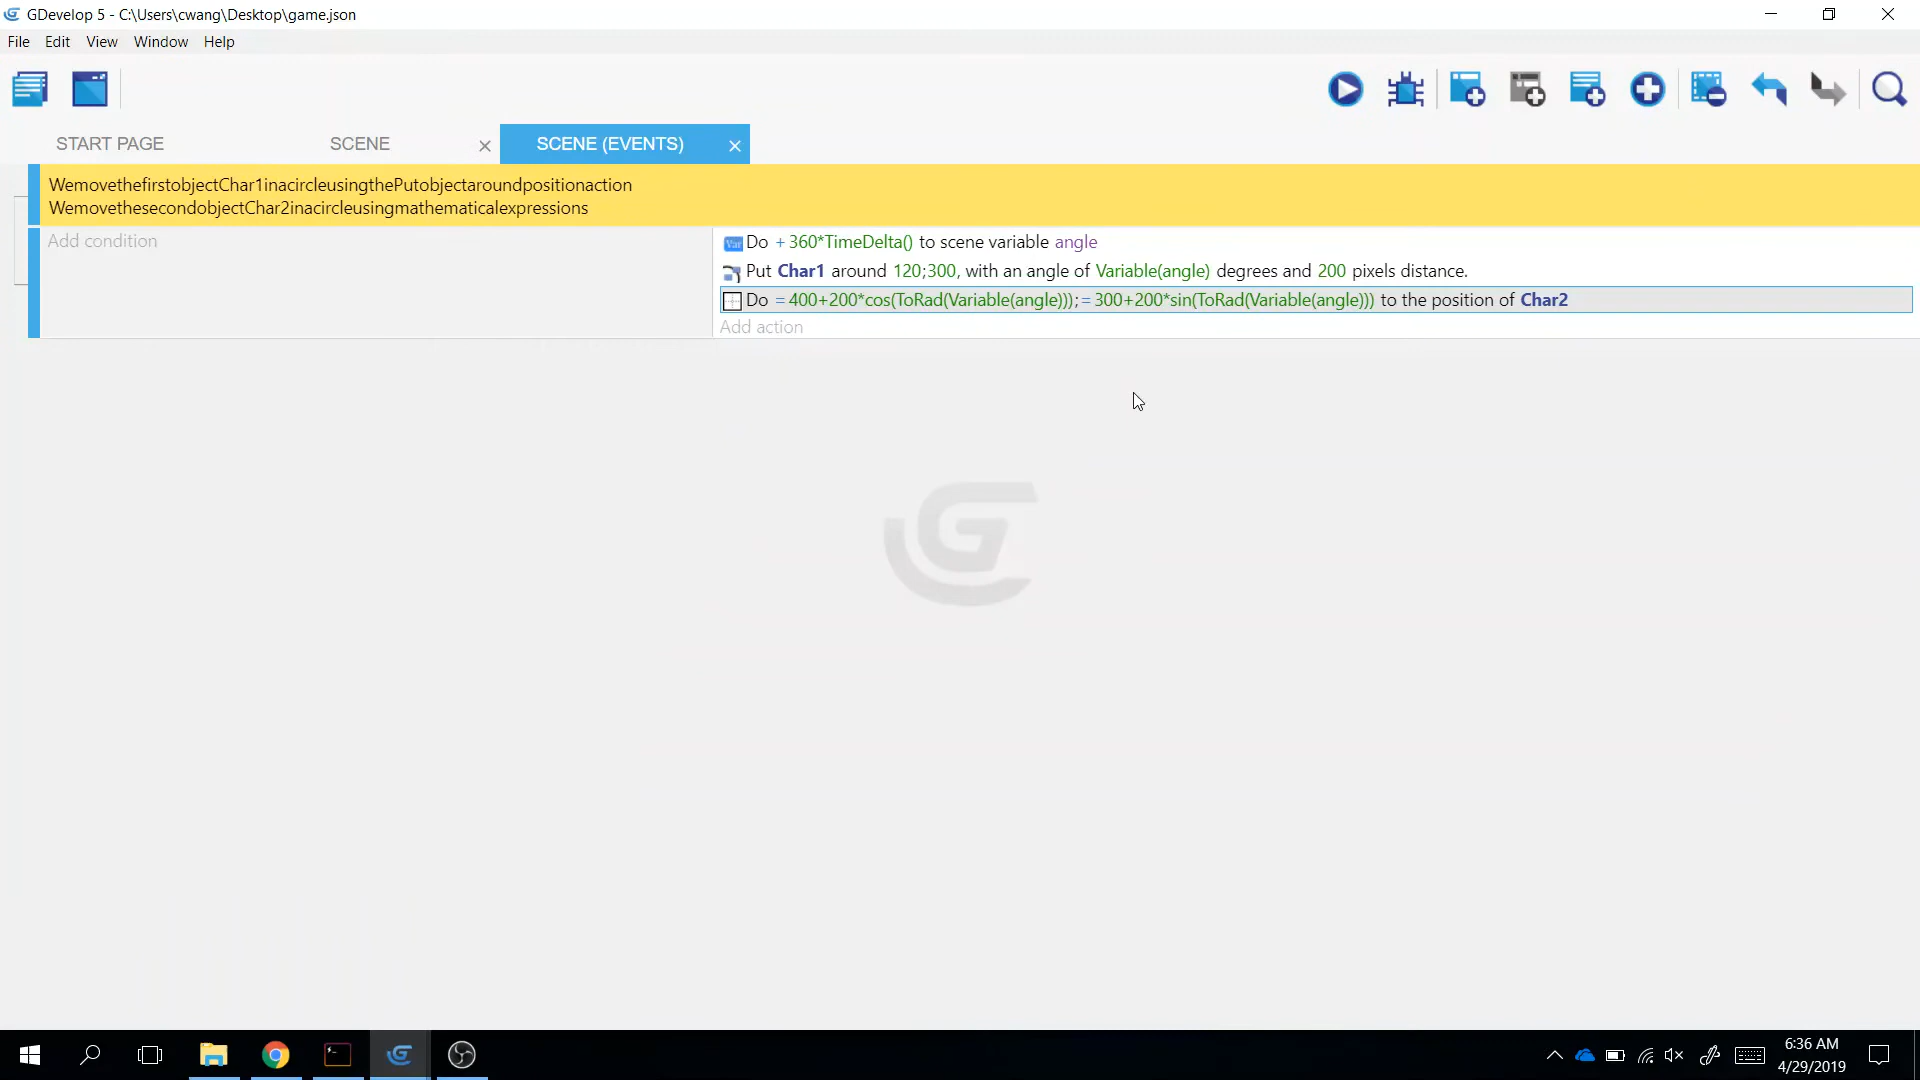 GDevelop 5 - C:\Users\cwang\Desktop\game.json
File Edit View Window Help
START PAGE SCENE SCENE (EVENTS)
WemovethefirstobjectChar1inacircleusingthePutobjectaroundpositionaction
WemovethesecondobjectChar2inacircleusingmathematicalexpressions
Add condition
Var Do + 360*TimeDelta() to scene variable angle
Put Char1 around 120;300, with an angle of Variable(angle) degrees and 200 pixels distance.
Do = 400+200*cos(ToRad(Variable(angle)));= 300+200*sin(ToRad(Variable(angle))) to the position of Char2
Add action
6:36 AM
4/29/2019